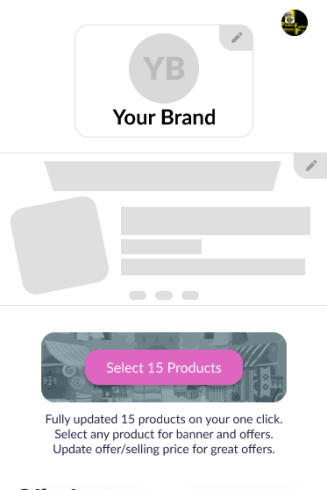 YB
Your Brand
Select 15 Products
Fully updated 15 products on your one click.
Select any product for banner and offers.
Update offer/selling price for great offers.